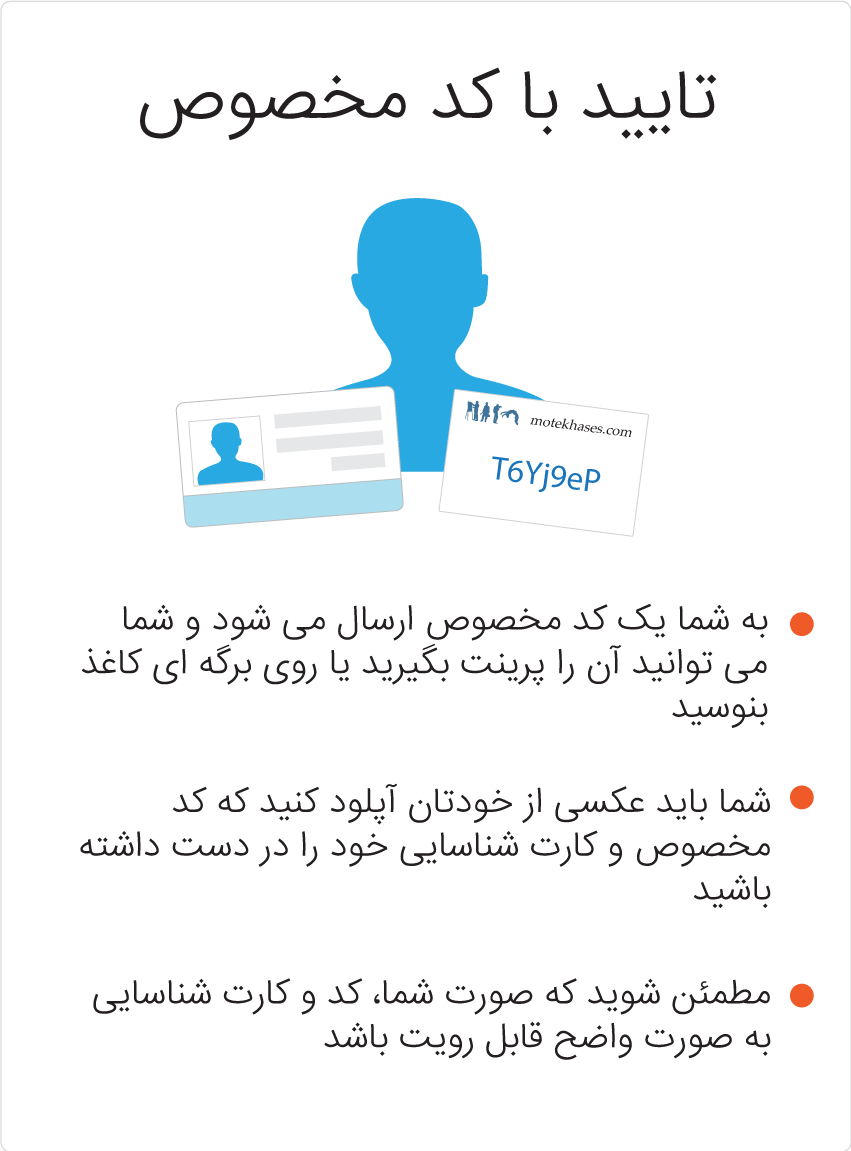 تایید با کد مخصوص
motekhases.com
T6Yj9eP
به شما یک کد مخصوص ارسال می شود و شما
می توانید آن را پرینت بگیرید یا روی برگه ای کاغذ
بنوسید
شما باید عکسی از خودتان آپلود کنید که کد
مخصوص و کارت شناسایی خود را در دست داشته
باشید
مطمئن شوید که صورت شما، کد و کارت شناسایی
به صورت واضح قابل رویت باشد